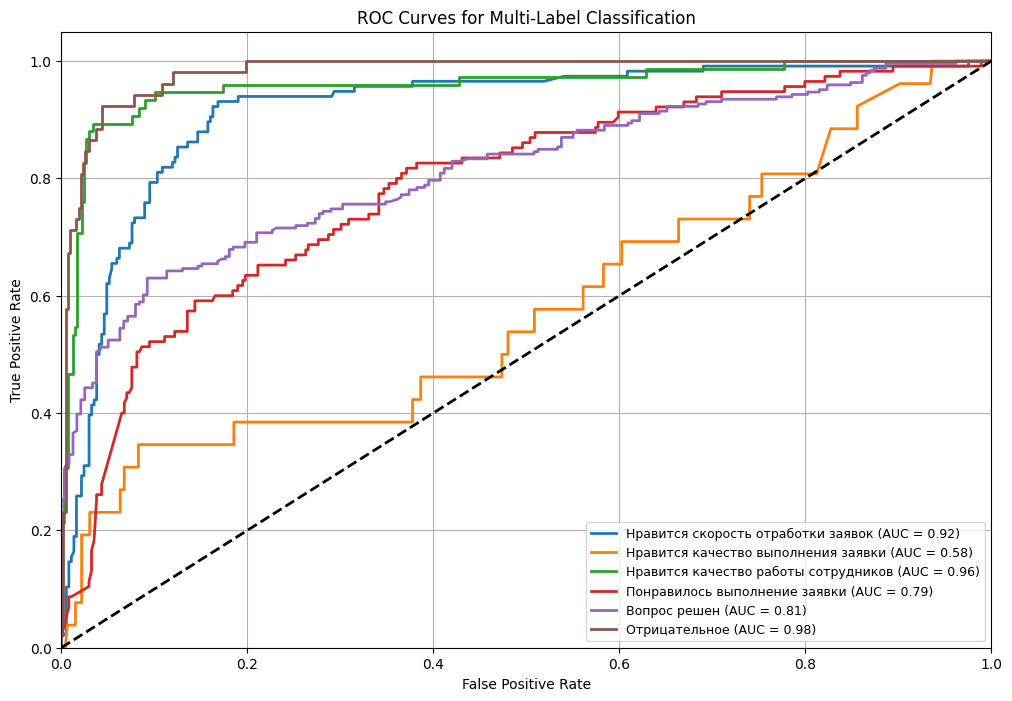 ROC Curves for Multi-Label Classification
1.0
0.8
0.6
0.4
0.2
0.0
True Positive Rate
Нравится скорость отработки заявок (AUC = 0.92)
Нравится качество выполнения заявки (AUC = 0.58)
Нравится качество работы сотрудников (AUC = 0.96)
Понравилось выполнение заявки (AUC = 0.79)
Вопрос решен (AUC = 0.81)
Отрицательное (AUC = 0.98)
0.0 0.2 0.4 0.6 0.8 1.0
False Positive Rate